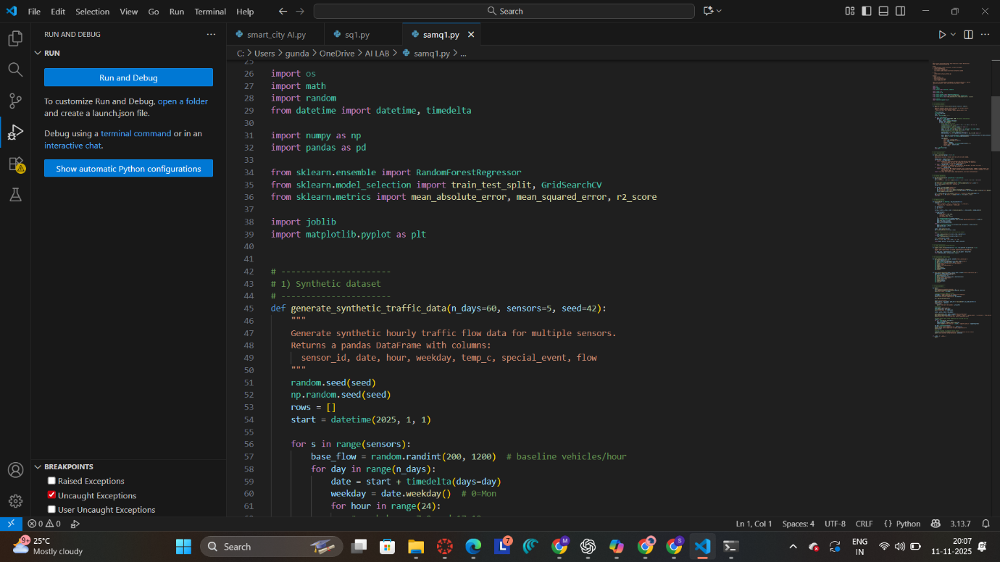 File Edit Selection View Go Run Terminal Help
Search
RUN AND DEBUG
RUN
Run and Debug
To customize Run and Debug, open a folder
and create a launch.json file.
Debug using a terminal command or in an
interactive chat.
Show automatic Python configurations
BREAKPOINTS
Raised Exceptions
Uncaught Exceptions
User Uncaught Exceptions
smart_city AI.py sq1.py samq1.py
C: > Users > gunda > OneDrive > AI LAB > samq1.py > ...
25
26 import os
27 import math
28 import random
29 from datetime import datetime, timedelta
30
31 import numpy as np
32 import pandas as pd
33
34 from sklearn.ensemble import RandomForestRegressor
35 from sklearn.model_selection import train_test_split, GridSearchCV
36 from sklearn.metrics import mean_absolute_error, mean_squared_error, r2_score
37
38 import joblib
39 import matplotlib.pyplot as plt
40
41
42 # ----------------------
43 # 1) Synthetic dataset
44 # ----------------------
45 def generate_synthetic_traffic_data(n_days=60, sensors=5, seed=42):
46 """
47 Generate synthetic hourly traffic flow data for multiple sensors.
48 Returns a pandas DataFrame with columns:
49 sensor_id, date, hour, weekday, temp_c, special_event, flow
50 """
51 random.seed(seed)
52 np.random.seed(seed)
53 rows = []
54 start = datetime(2025, 1, 1)
55
56 for s in range(sensors):
57 base_flow = random.randint(200, 1200) # baseline vehicles/hour
58 for day in range(n_days):
59 date = start + timedelta(days=day)
60 weekday = date.weekday() # 0=Mon
61 for hour in range(24):
0 0 Ln 1, Col 1 Spaces: 4 UTF-8 CRLF {} Python 3.13.7
9+ 25°C
Mostly cloudy
Search
7
M
S
ENG
IN
20:07
11-11-2025